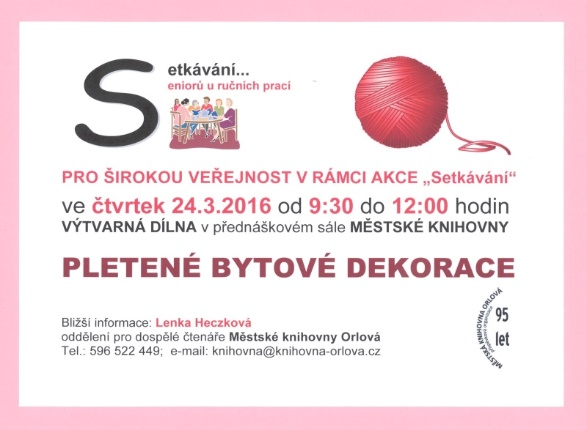 Setkávání...
Seniorů u ručních prací
PRO ŠIROKOU VEŘEJNOST V RÁMCI AKCE „Setkávání“
ve čtvrtek 24.3.2016 od 9:30 do 12:00 hodin
VÝTVARNÁ DÍLNA v přednáškovém sále MĚSTSKÉ KNIHOVNY
PLETENÉ BYTOVÉ DEKORACE
Bližší informace: Lenka Heczková
oddělení pro dospělé čtenáře Městské knihovny Orlová
Tel.: 596 522 449; e-mail: knihovna@knihovna-orlova.cz
MĚSTSKÁ KNIHOVNA ORLOVÁ
95
let